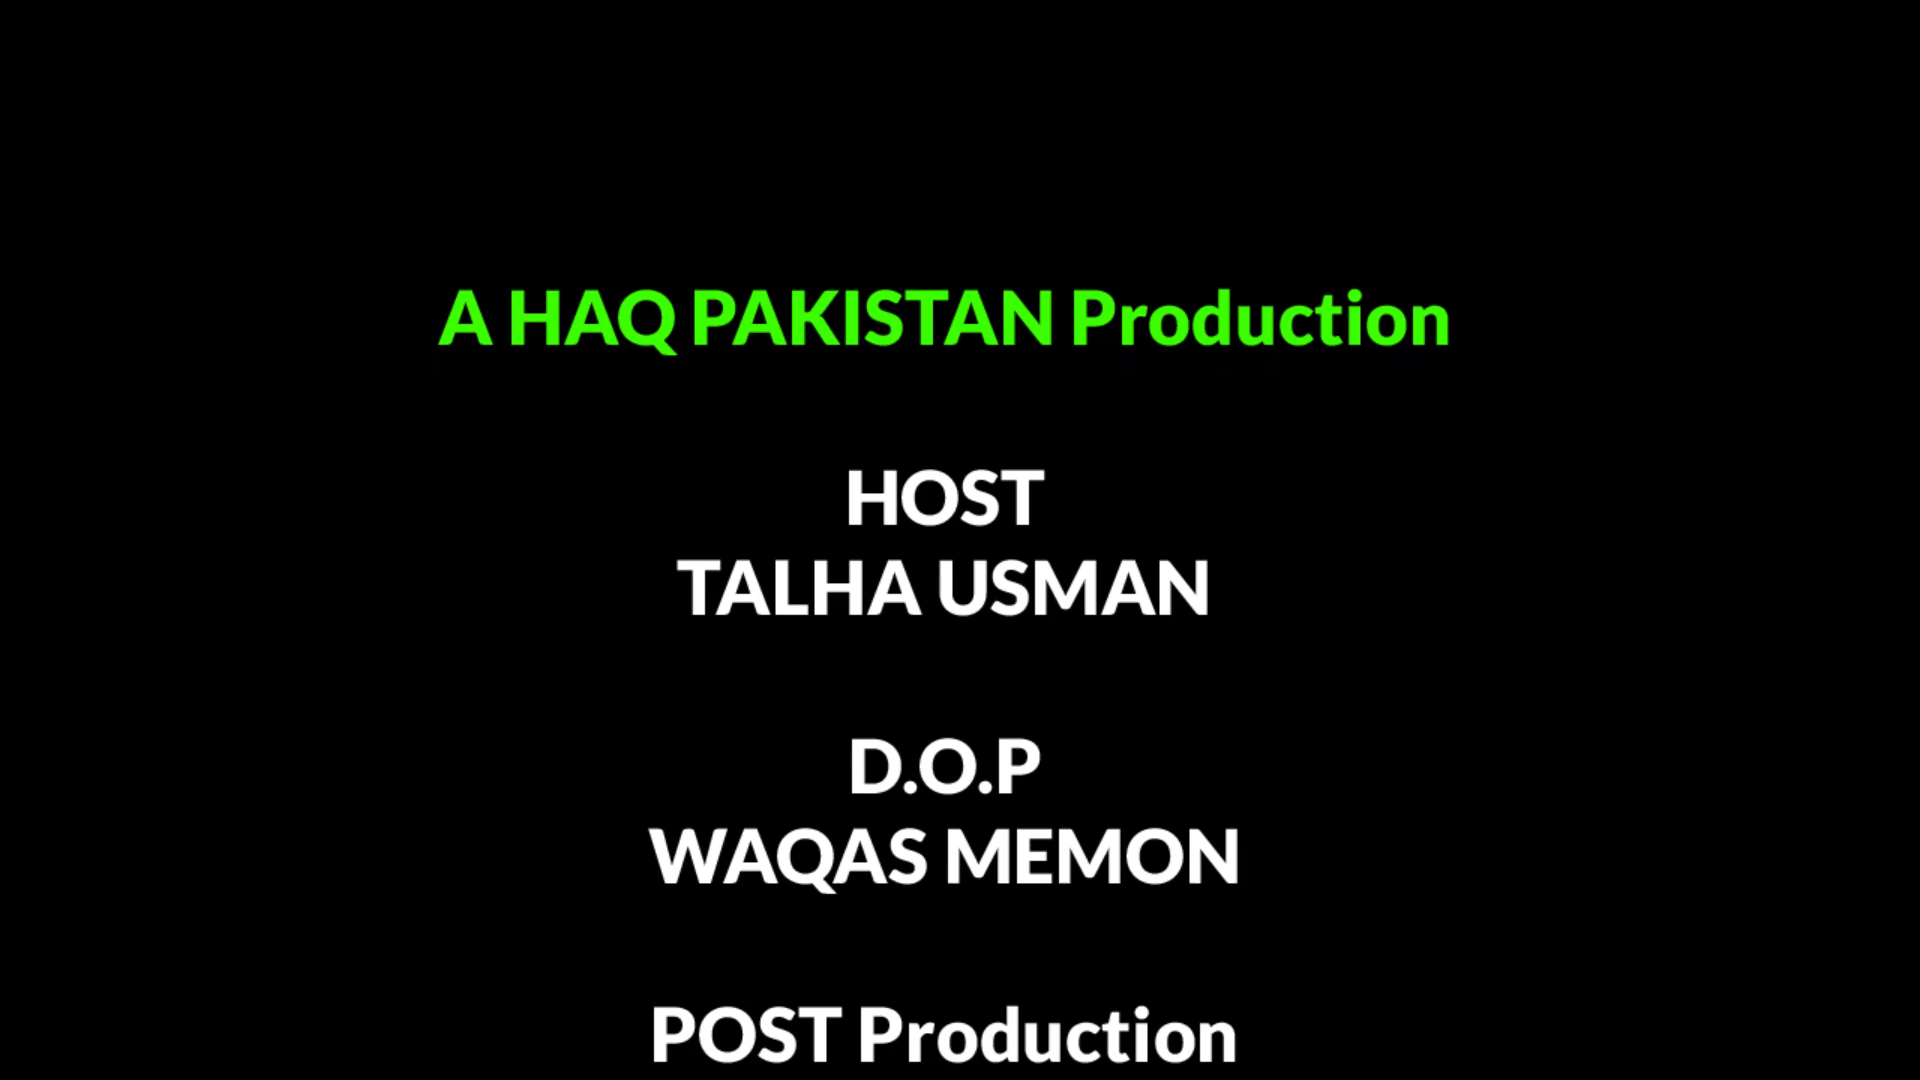 A HAQ PAKISTAN Production
HOST
TALHA USMAN
D.O.P
WAQAS MEMON
POST Production